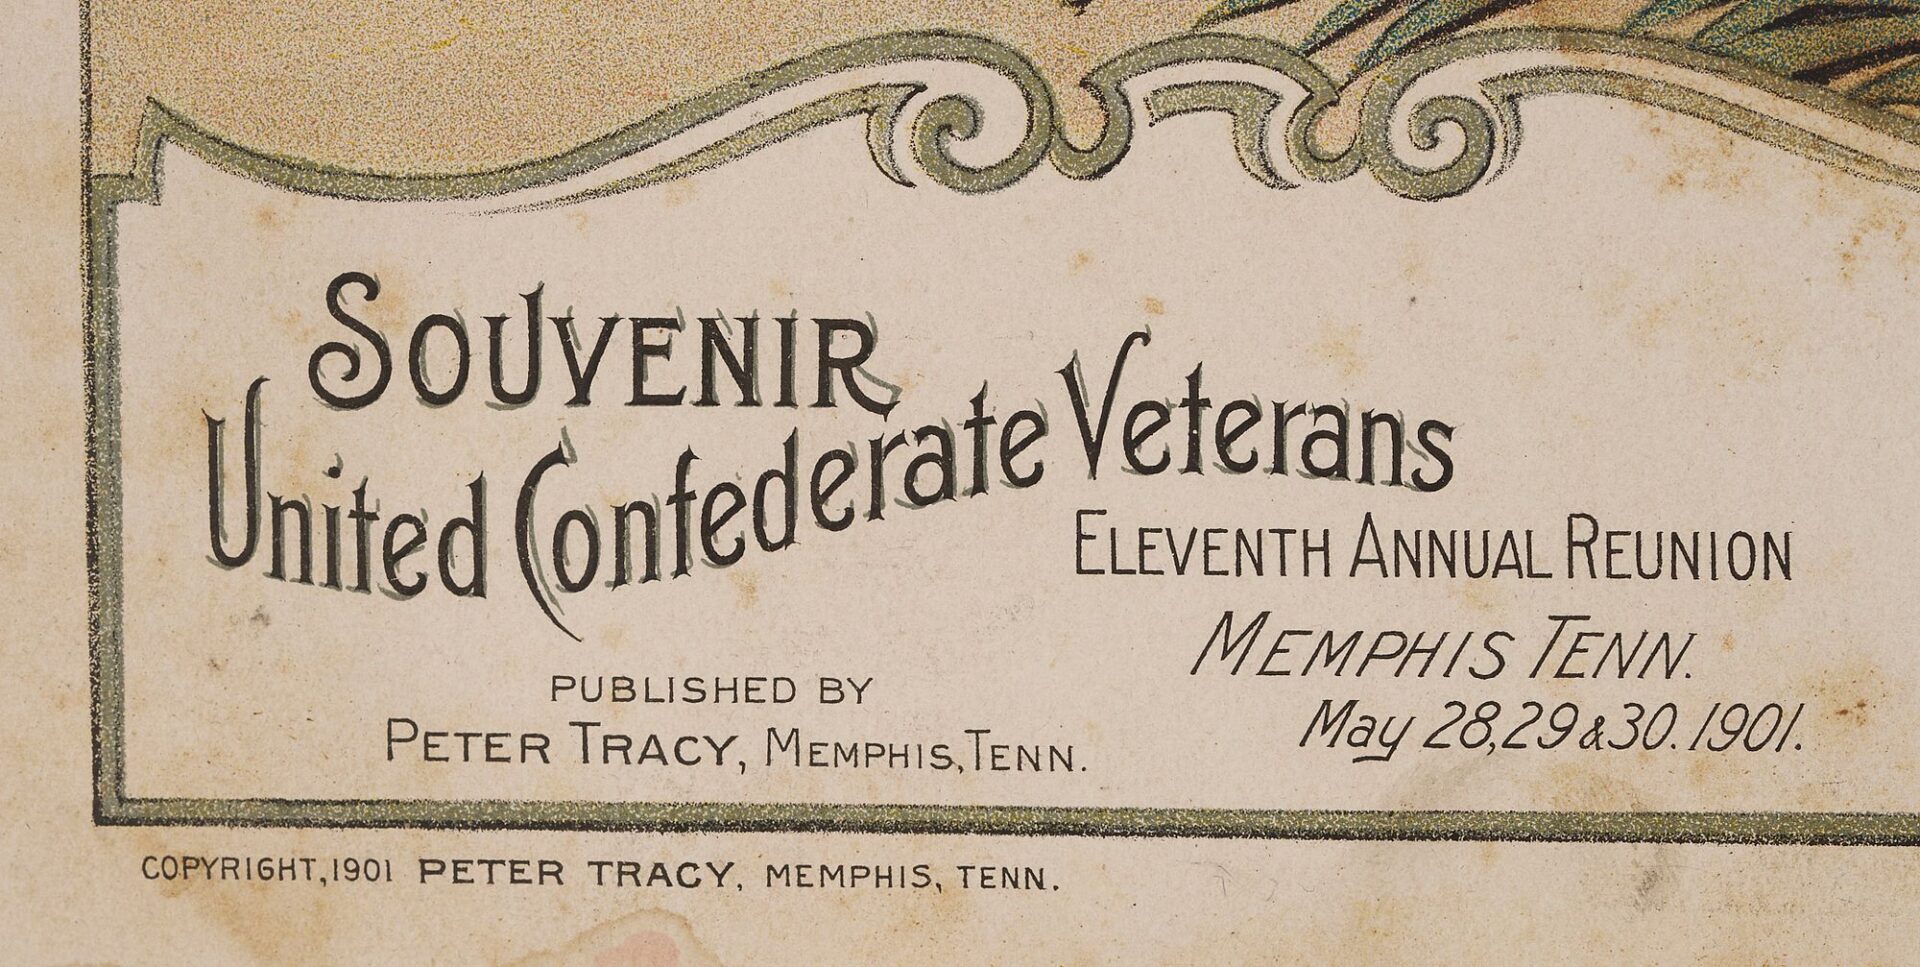 SOUVENIR
United Confederate Veterans
ELEVENTH ANNUAL REUNION
MEMPHIS TENN.
May 28, 29 & 30. 1901.
PUBLISHED BY
PETER TRACY, MEMPHIS, TENN.
COPYRIGHT, 1901 PETER TRACY, MEMPHIS, TENN.